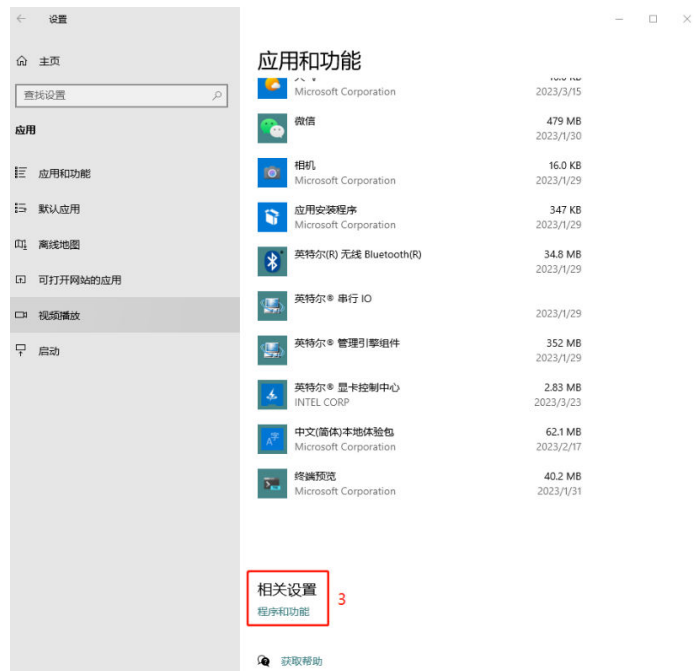 设置
主页
查找设置
应用
应用和功能
默认应用
离线地图
可打开网站的应用
视频播放
启动
应用和功能
Microsoft Corporation
2023/3/15
微信
479 MB
2023/1/30
相机
16.0 KB
Microsoft Corporation
2023/1/29
应用安装程序
347 KB
Microsoft Corporation
2023/1/29
英特尔(R) 无线 Bluetooth(R)
34.8 MB
2023/1/29
英特尔® 串行 IO
2023/1/29
英特尔® 管理引擎组件
352 MB
2023/1/29
英特尔® 显卡控制中心
2.83 MB
INTEL CORP
2023/3/23
中文(简体)本地体验包
62.1 MB
Microsoft Corporation
2023/2/17
终端预览
40.2 MB
Microsoft Corporation
2023/1/31
相关设置
3
程序和功能
获取帮助